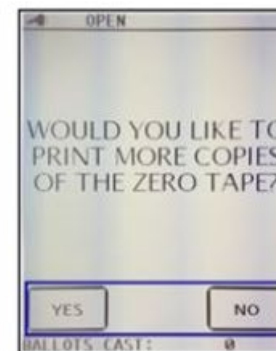 OPEN
WOULD YOU LIKE TO
PRINT MORE COPIES
OF THE ZERO TAPE?
YES NO
BALLOTS CAST: 0